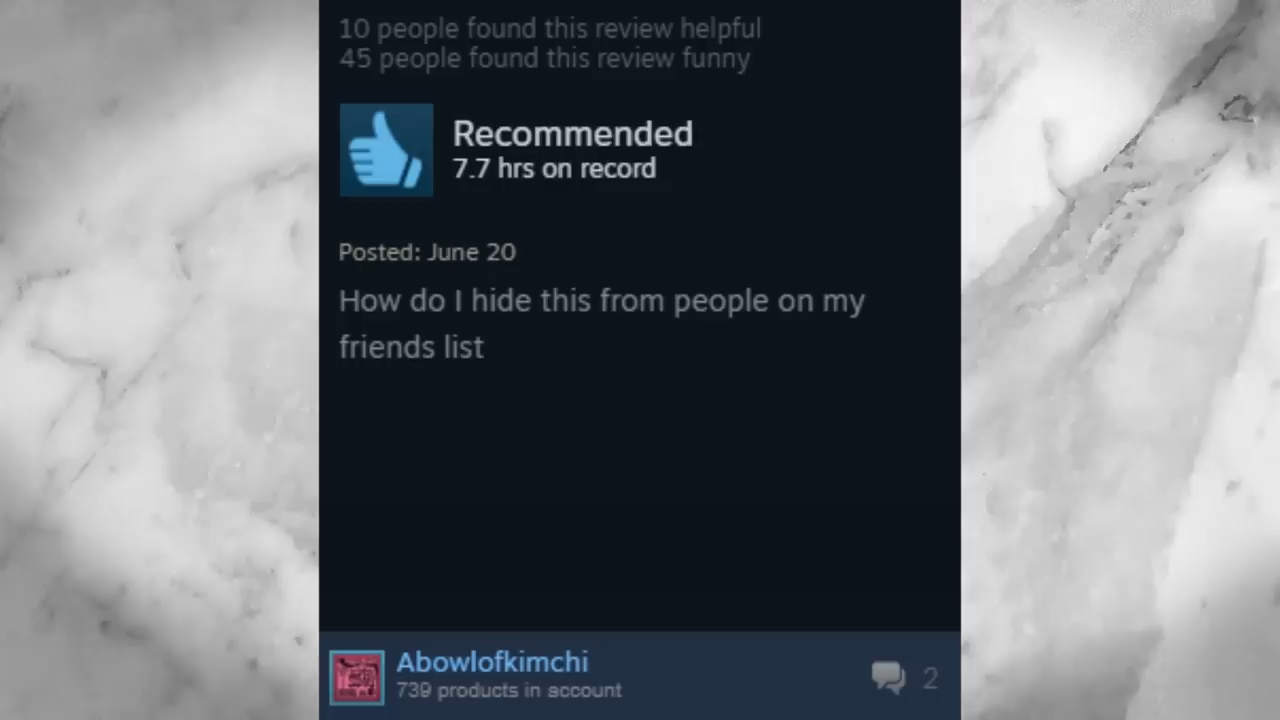 10 people found this review helpful
45 people found this review funny
Recommended
7.7 hrs on record
Posted: June 20
How do I hide this from people on my
friends list
Abowlofkimchi
739 products in account
2